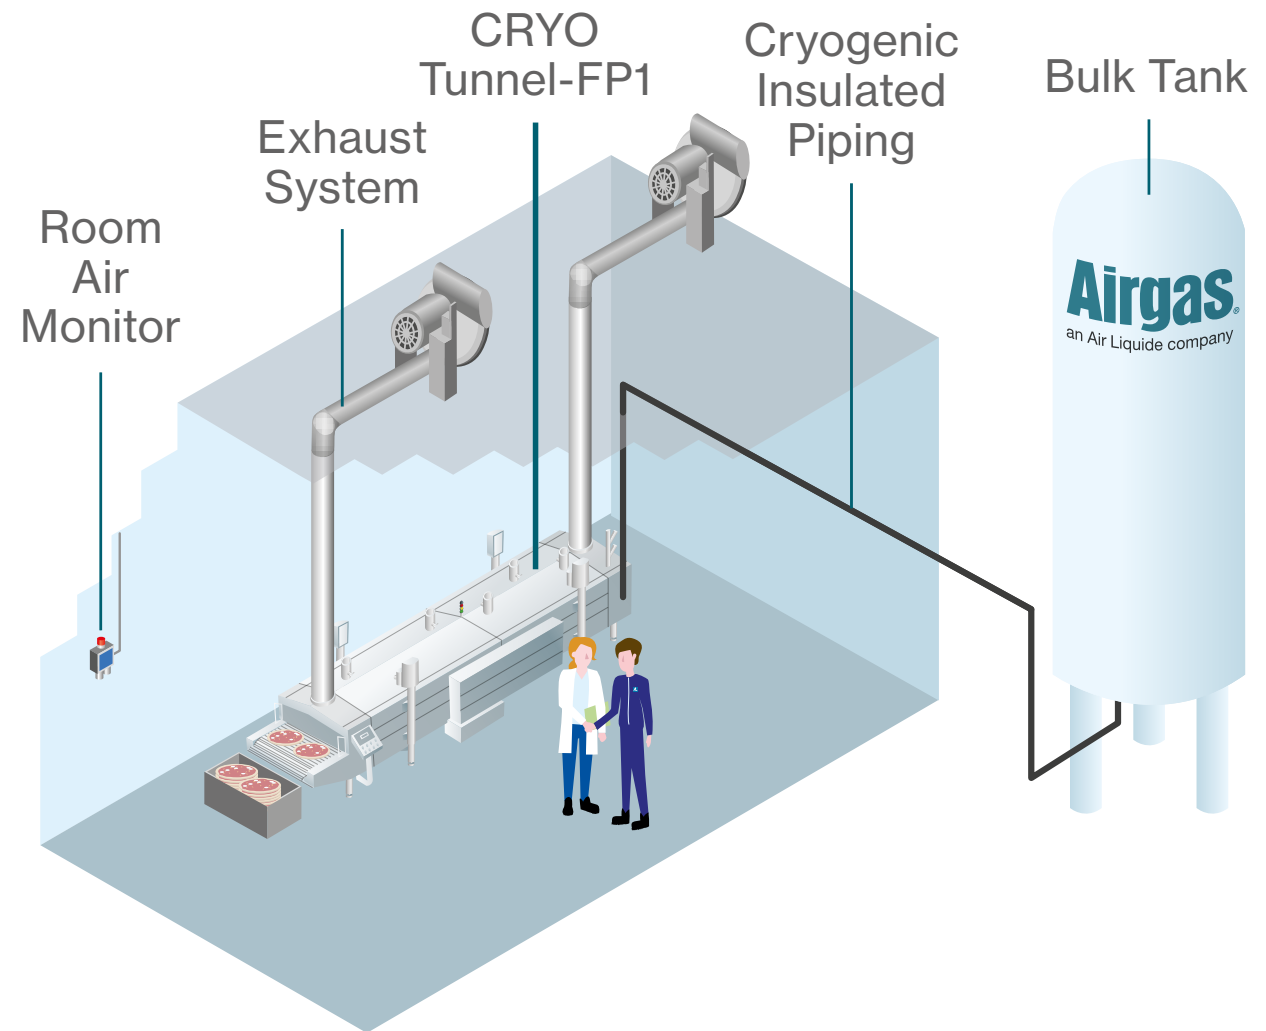 CRYO
Tunnel-FP1
Cryogenic
Insulated
Piping
Bulk Tank
Exhaust
System
Room
Air
Monitor
Airgas®
an Air Liquide company